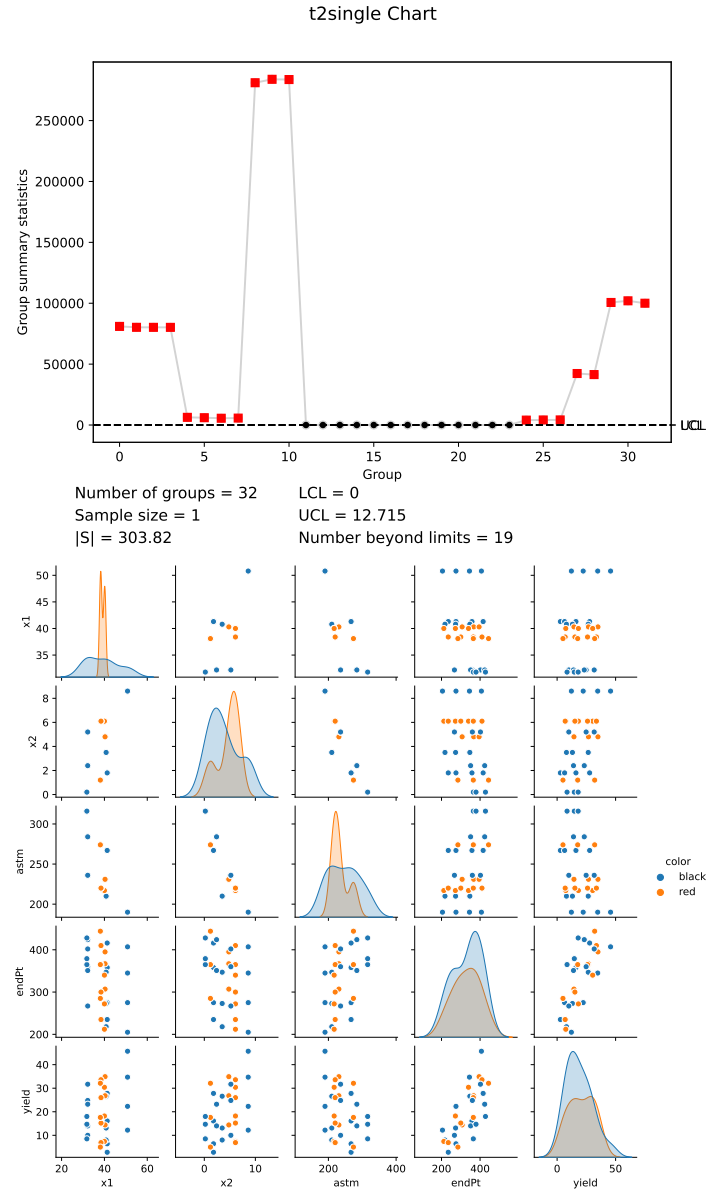 t2single Chart
250000
200000
150000
100000
50000
0
Group summary statistics
0 5 10 15 20 25 30
Group
UCL
Number of groups = 32 LCL = 0
Sample size = 1 UCL = 12.715
|S| = 303.82 Number beyond limits = 19
50
45
40
35
x1
8
6
4
2
0
x2
300
250
200
astm
400
300
200
endPt
40
30
20
10
yield
color
black
red
20 40 60
x1
0 10
x2
200 400
astm
200 400
endPt
0 50
yield